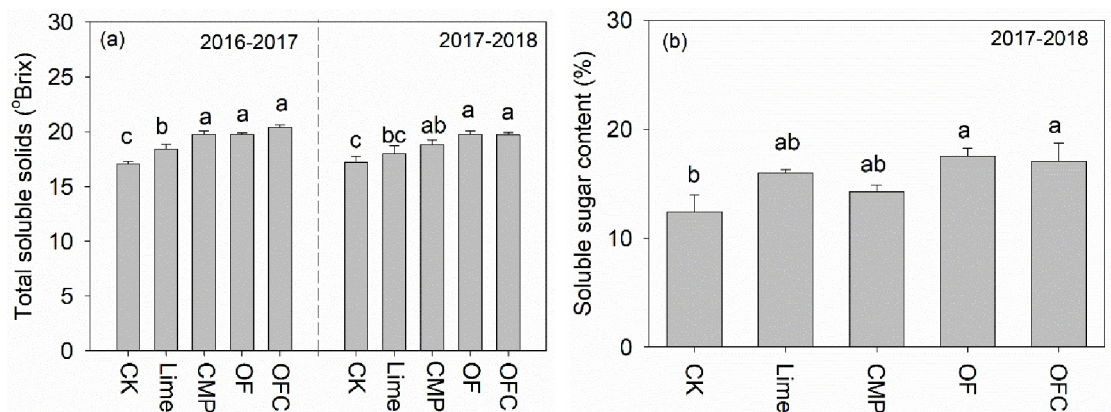 (a)
2016-2017
2017-2018
Total soluble solids (°Brix)
30
25
20
15
10
5
0
c
b
a
a
a
c
bc
ab
a
a
CK
Lime
CMP
OF
OFC
CK
Lime
CMP
OF
OFC
(b)
2017-2018
Soluble sugar content (%)
30
20
10
0
b
ab
ab
a
a
CK
Lime
CMP
OF
OFC